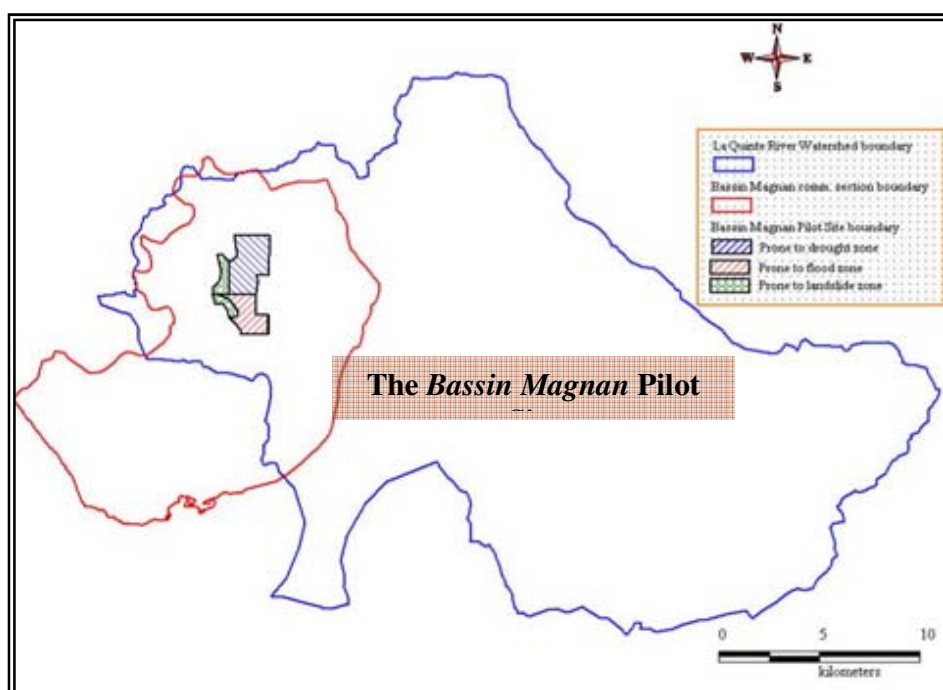 N
W E
S
La Quinte River Watershed boundary
Bassin Magnan comm. section boundary
Bassin Magnan Pilot Site boundary
Prone to drought zone
Prone to flood zone
Prone to landslide zone
The Bassin Magnan Pilot
0 5 10
kilometers